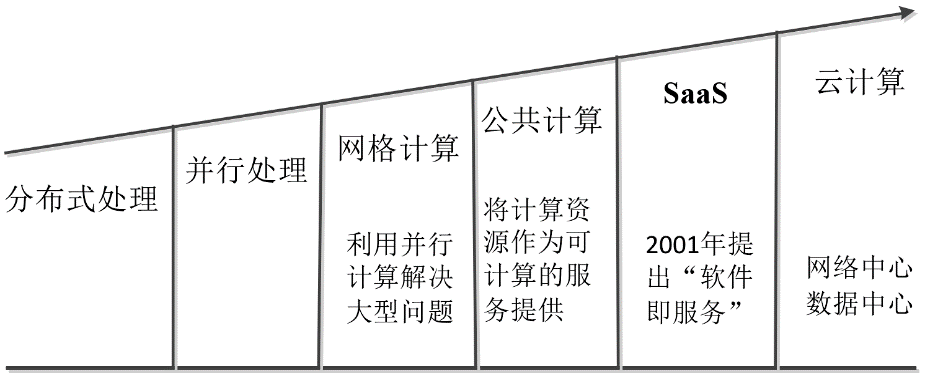 分布式处理
并行处理
网格计算
利用并行
计算解决
大型问题
公共计算
将计算资
源作为可
计算的服
务提供
SaaS
2001年提
出“软件
即服务”
云计算
网络中心
数据中心